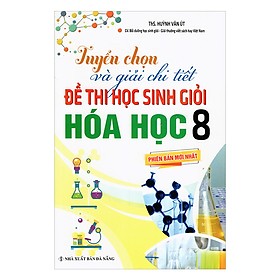 THS. HUỲNH VĂN ÚT
Có: Bồi dưỡng học sinh giỏi - Giải thưởng viết sách hay Việt Nam
Tuyển chọn
và giải chi tiết
ĐỀ THI HỌC SINH GIỎI
HÓA HỌC 8
PHIÊN BẢN MỚI NHẤT
NHÀ XUẤT BẢN ĐÀ NẴNG